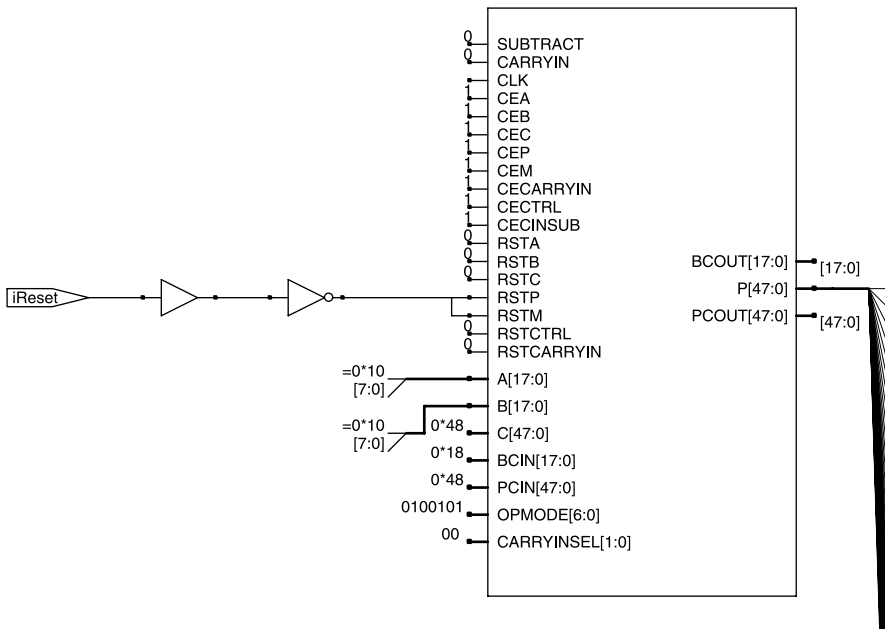 0 SUBTRACT
0 CARRYIN
CLK
1 CEA
1 CEB
1 CEC
1 CEP
1 CEM
1 CECARRYIN
1 CECTRL
1 CECINSUB
0 RSTA
0 RSTB
0 RSTC
iReset RSTP
RSTM
0 RSTCTRL
0 RSTCARRYIN
=0*10
[7:0] A[17:0]
=0*10
[7:0] B[17:0]
0*48 C[47:0]
0*18 BCIN[17:0]
0*48 PCIN[47:0]
0100101 OPMODE[6:0]
00 CARRYINSEL[1:0]
BCOUT[17:0] [17:0]
P[47:0]
PCOUT[47:0] [47:0]